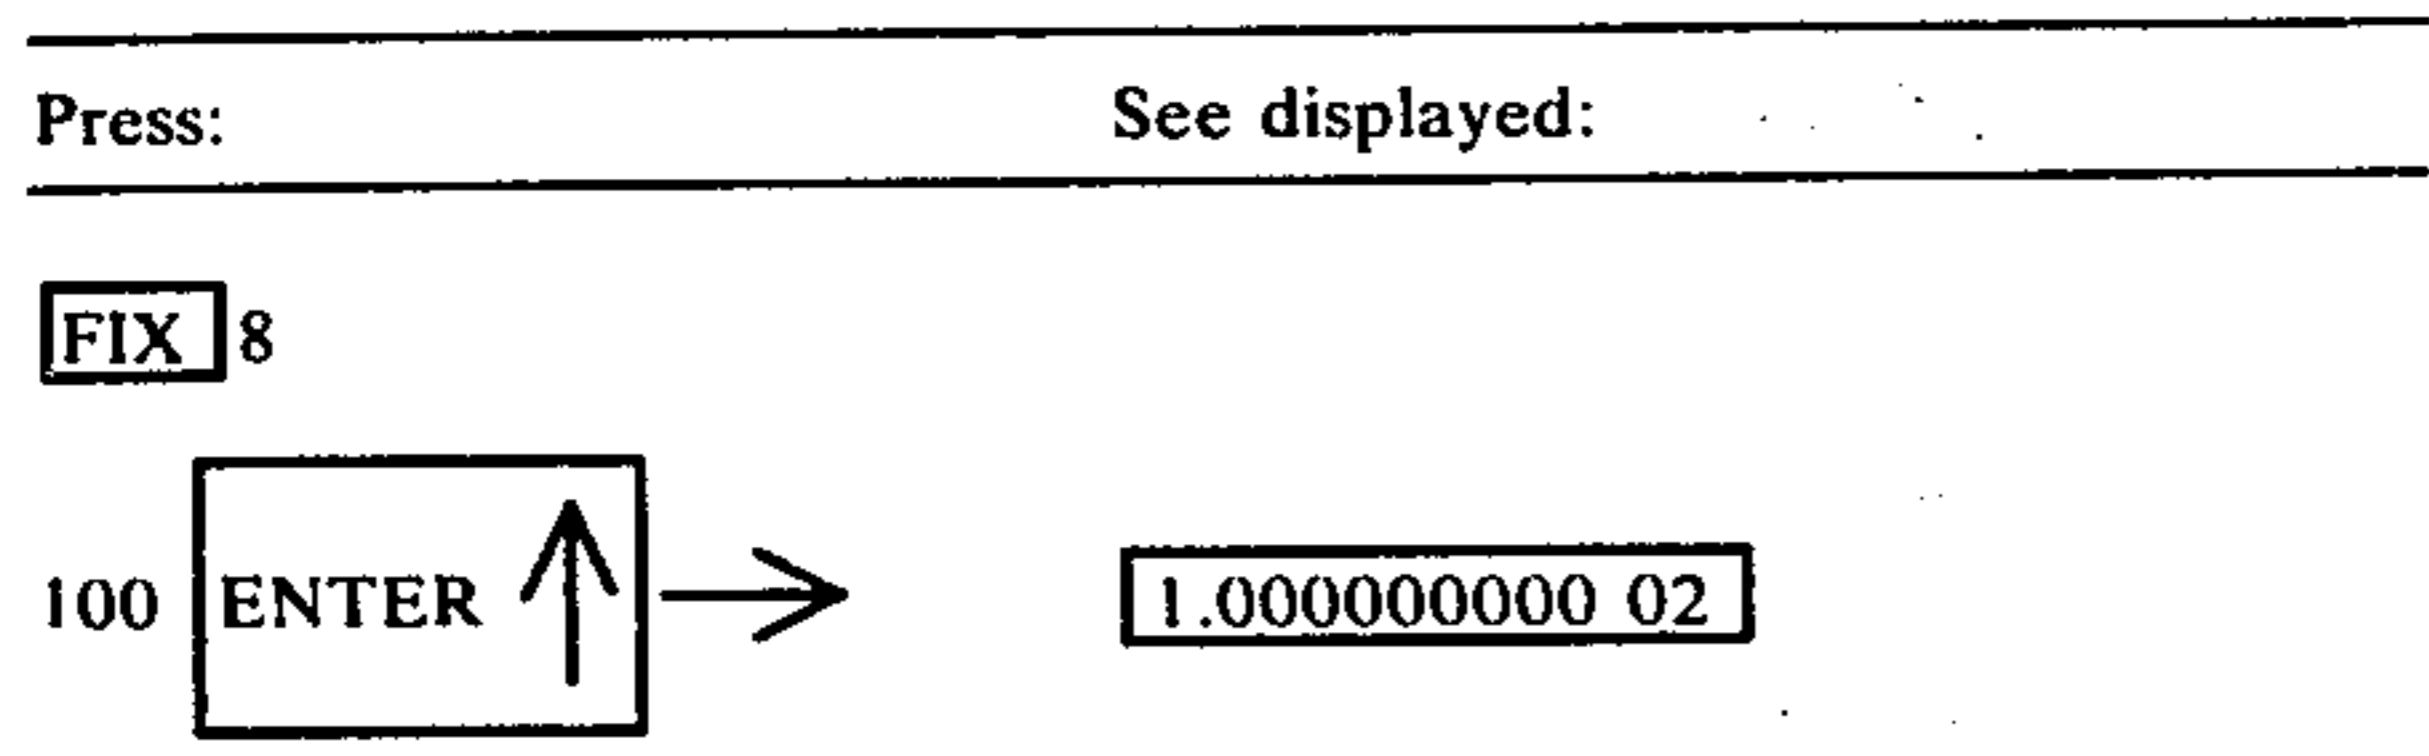 Press: See displayed:
FIX 8
100 ENTER ↑ → 1.000000000 02